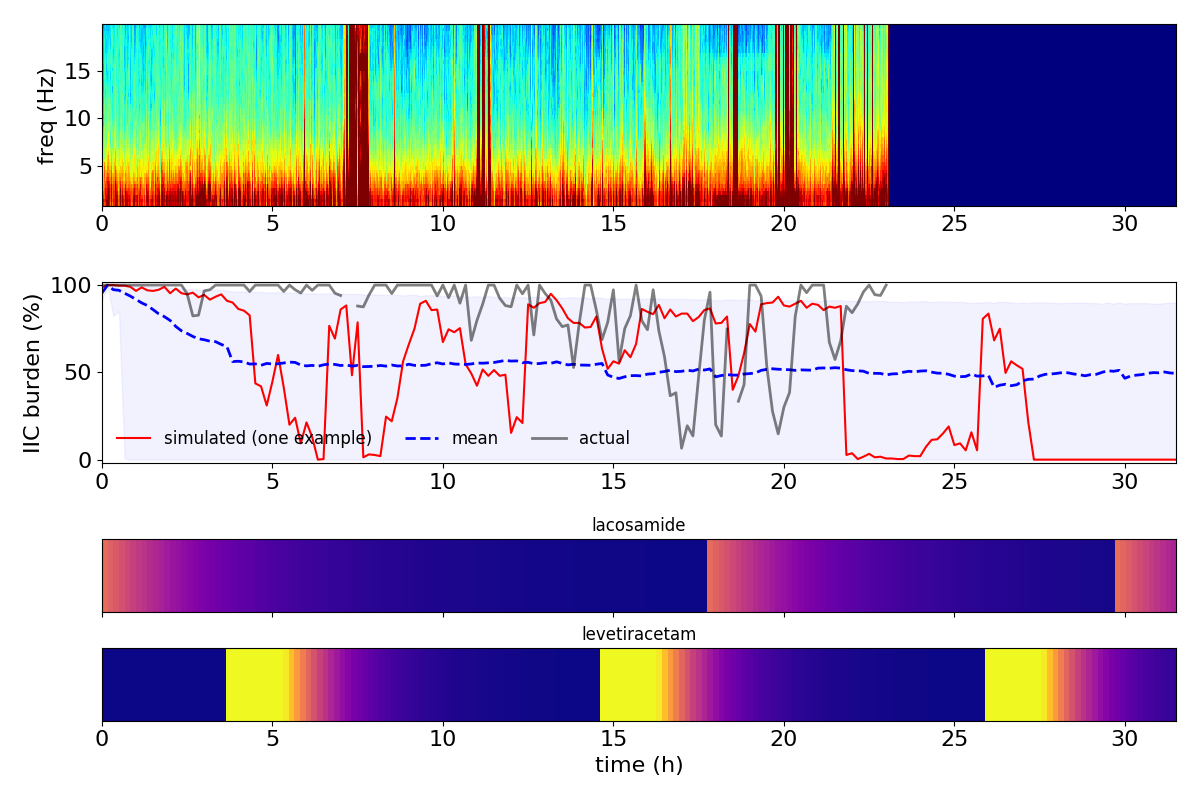 freq (Hz)
15
10
5
0 5 10 15 20 25 30
IIC burden (%)
100
50
0
simulated (one example) mean actual
0 5 10 15 20 25 30
lacosamide
levetiracetam
0 5 10 15 20 25 30
time (h)